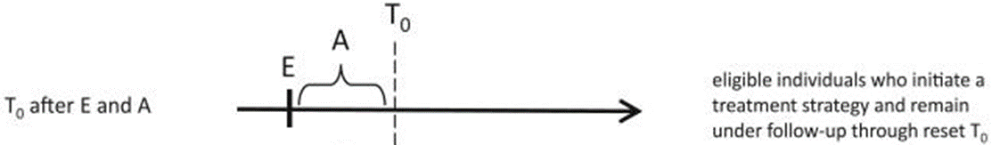 T₀
A
E
T₀ after E and A
eligible individuals who initiate a
treatment strategy and remain
under follow-up through reset T₀